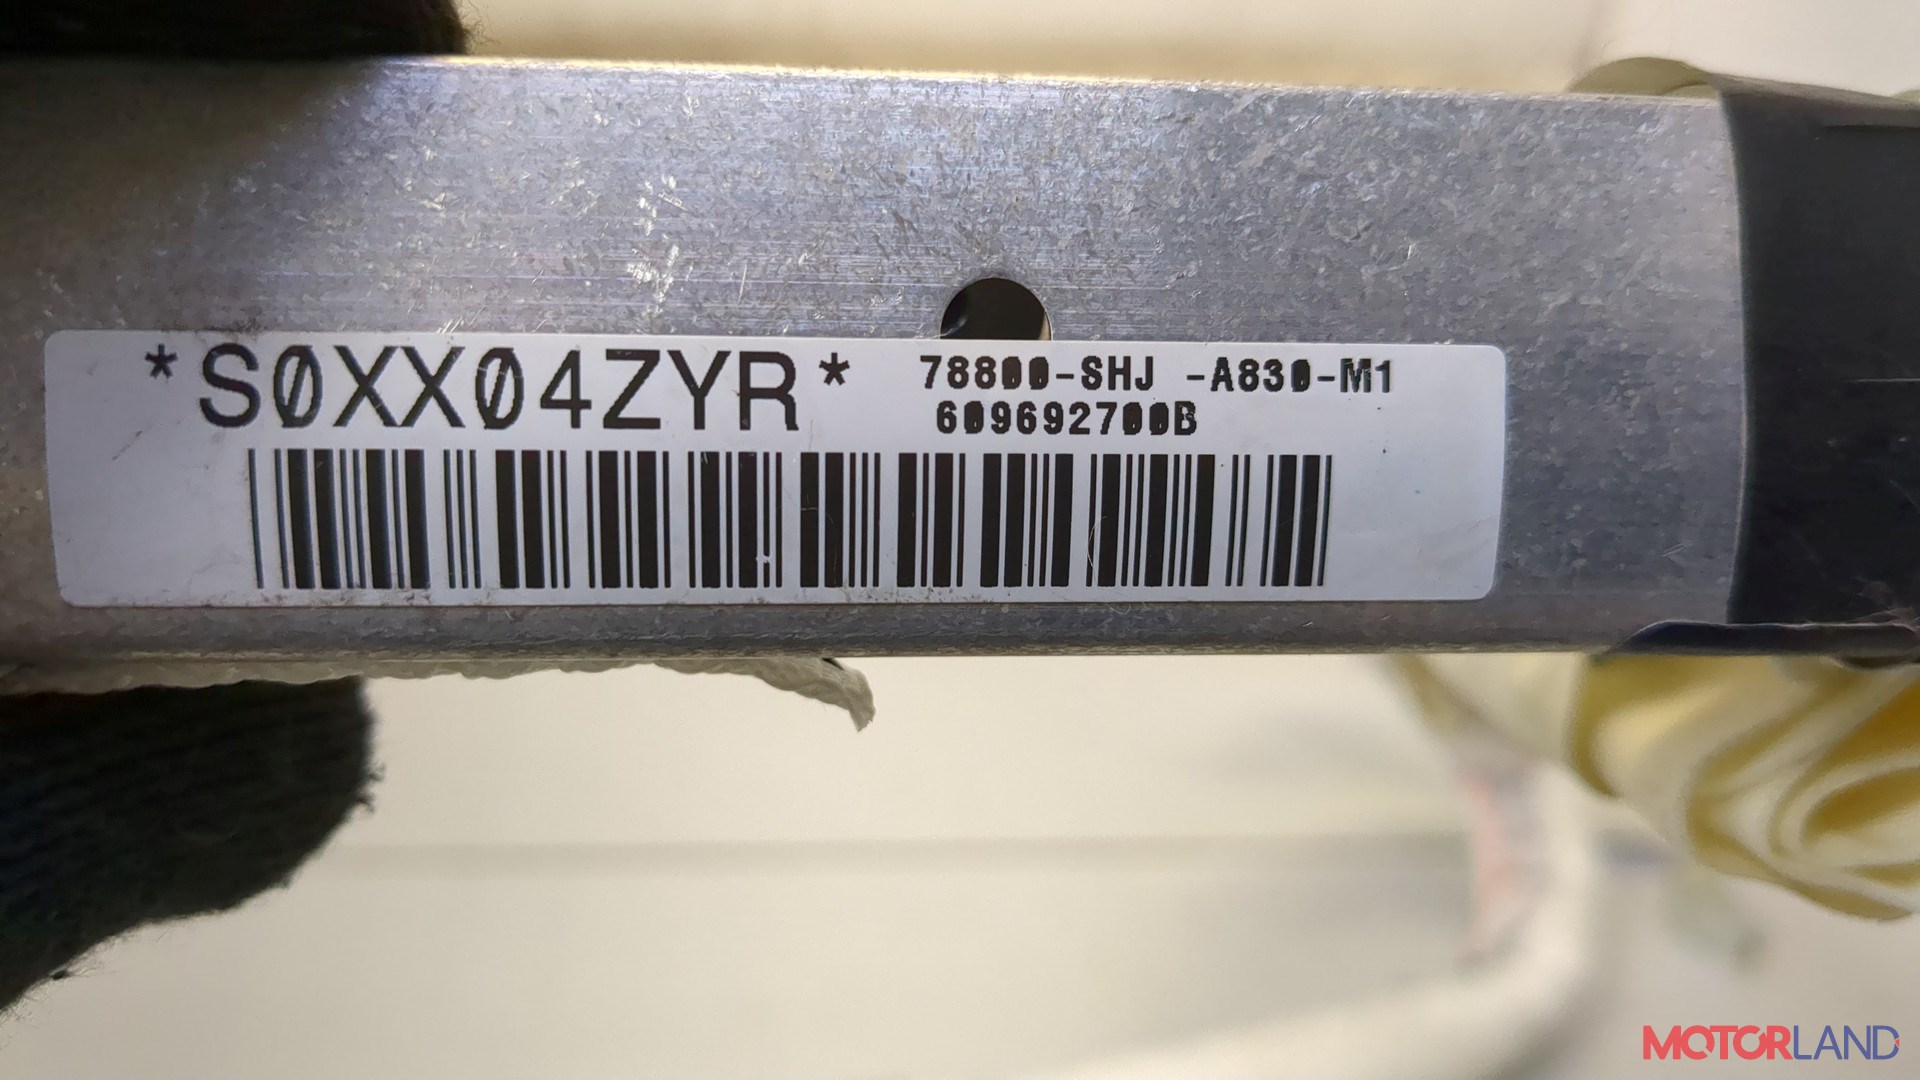 *S0XX04ZYR*
78800-SHJ -A830-M1
609692700B
MOTORLAND